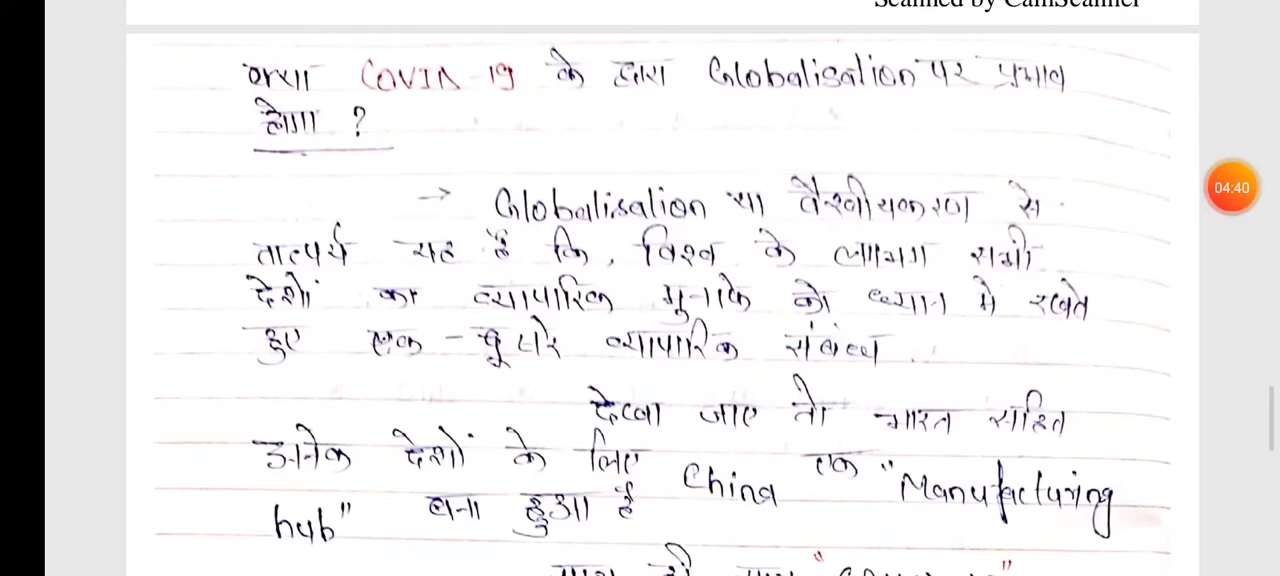 Scanned by CamScanner
क्या COVID-19 के द्वारा Globalisation पर प्रभाव
होगा ?
→ Globalisation या वैश्वीयकरण से
तात्पर्य यह है कि, विश्व के लगभग सभी
देशों का व्यापारिक मुनाफे को ध्यान मे रखते
हुए एक-दूसरे व्यापारिक संबंध .
04:40
देखा जाए तो भारत सहित
अनेक देशों के लिए China एक "Manufacturing
hub" बना हुआ है